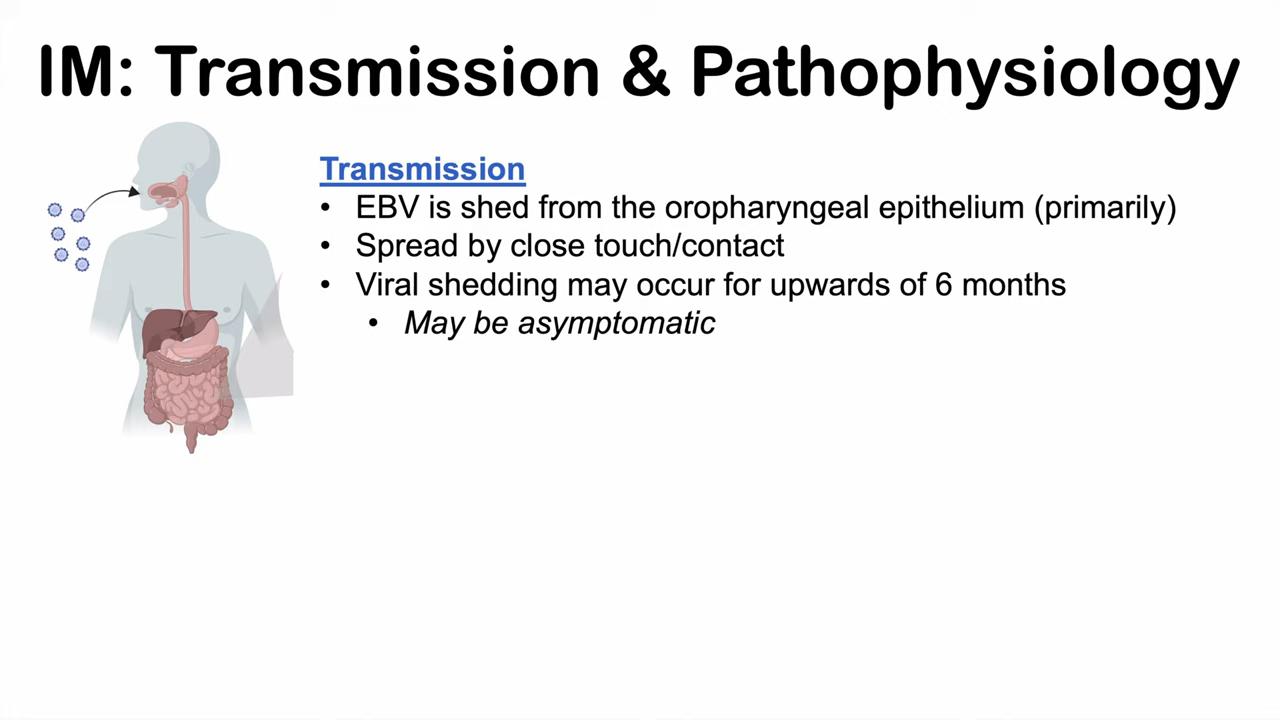 IM: Transmission & Pathophysiology
Transmission
• EBV is shed from the oropharyngeal epithelium (primarily)
• Spread by close touch/contact
• Viral shedding may occur for upwards of 6 months
• May be asymptomatic